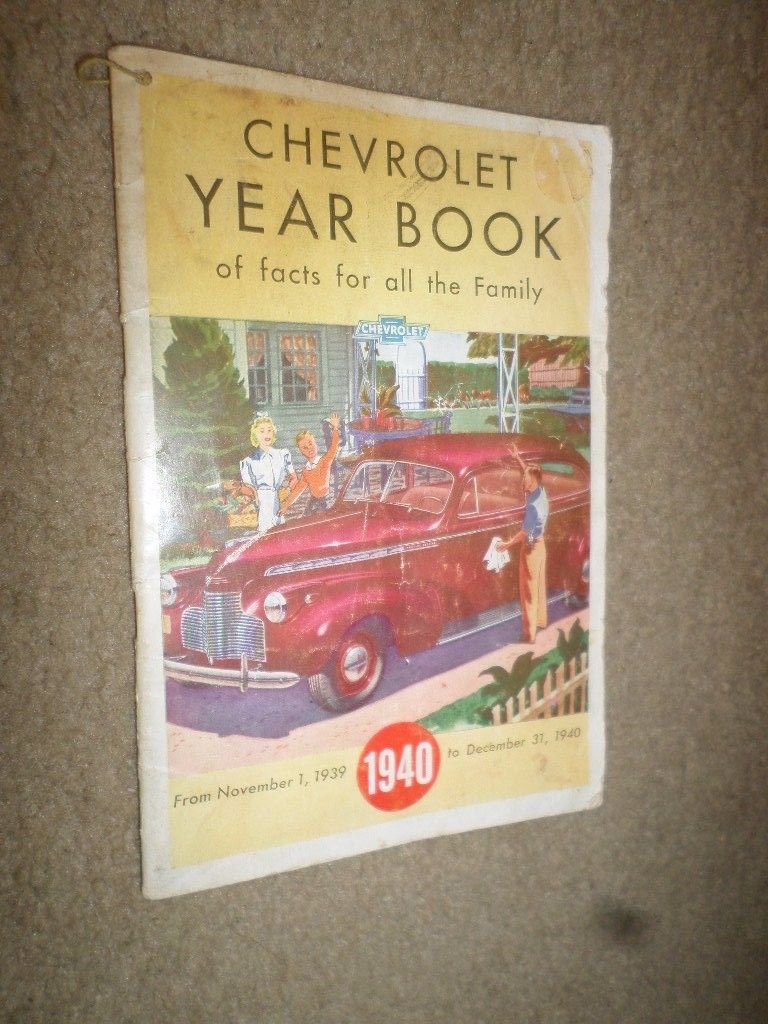 CHEVROLET
YEAR BOOK
of facts for all the Family
CHEVROLET
From November 1, 1939 1940 to December 31, 1940